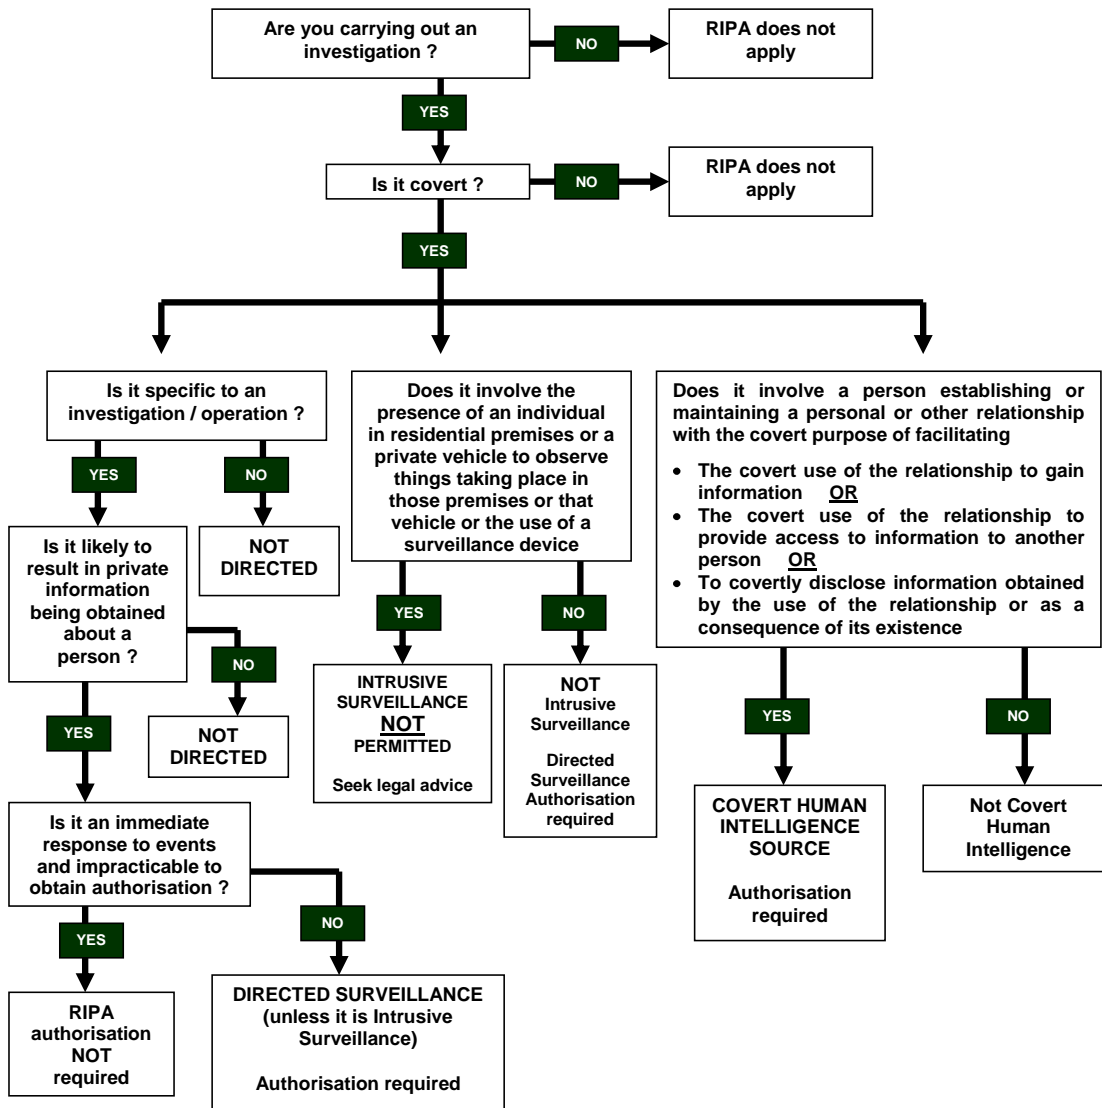 Are you carrying out an
investigation ?
NO
RIPA does not
apply
YES
Is it covert ?
NO
RIPA does not
apply
YES
Is it specific to an
investigation / operation ?
YES
NO
NOT
DIRECTED
Is it likely to
result in private
information
being obtained
about a
person ?
NO
NOT
DIRECTED
YES
Is it an immediate
response to events
and impracticable to
obtain authorisation ?
YES
NO
RIPA
authorisation
NOT
required
DIRECTED SURVEILLANCE
(unless it is Intrusive
Surveillance)
Authorisation required
Does it involve the
presence of an individual
in residential premises or a
private vehicle to observe
things taking place in
those premises or that
vehicle or the use of a
surveillance device
YES
NO
INTRUSIVE
SURVEILLANCE
NOT
PERMITTED
Seek legal advice
NOT
Intrusive
Surveillance
Directed
Surveillance
Authorisation
required
Does it involve a person establishing or
maintaining a personal or other relationship
with the covert purpose of facilitating
• The covert use of the relationship to gain
information OR
• The covert use of the relationship to
provide access to information to another
person OR
• To covertly disclose information obtained
by the use of the relationship or as a
consequence of its existence
YES
NO
COVERT HUMAN
INTELLIGENCE
SOURCE
Authorisation
required
Not Covert
Human
Intelligence